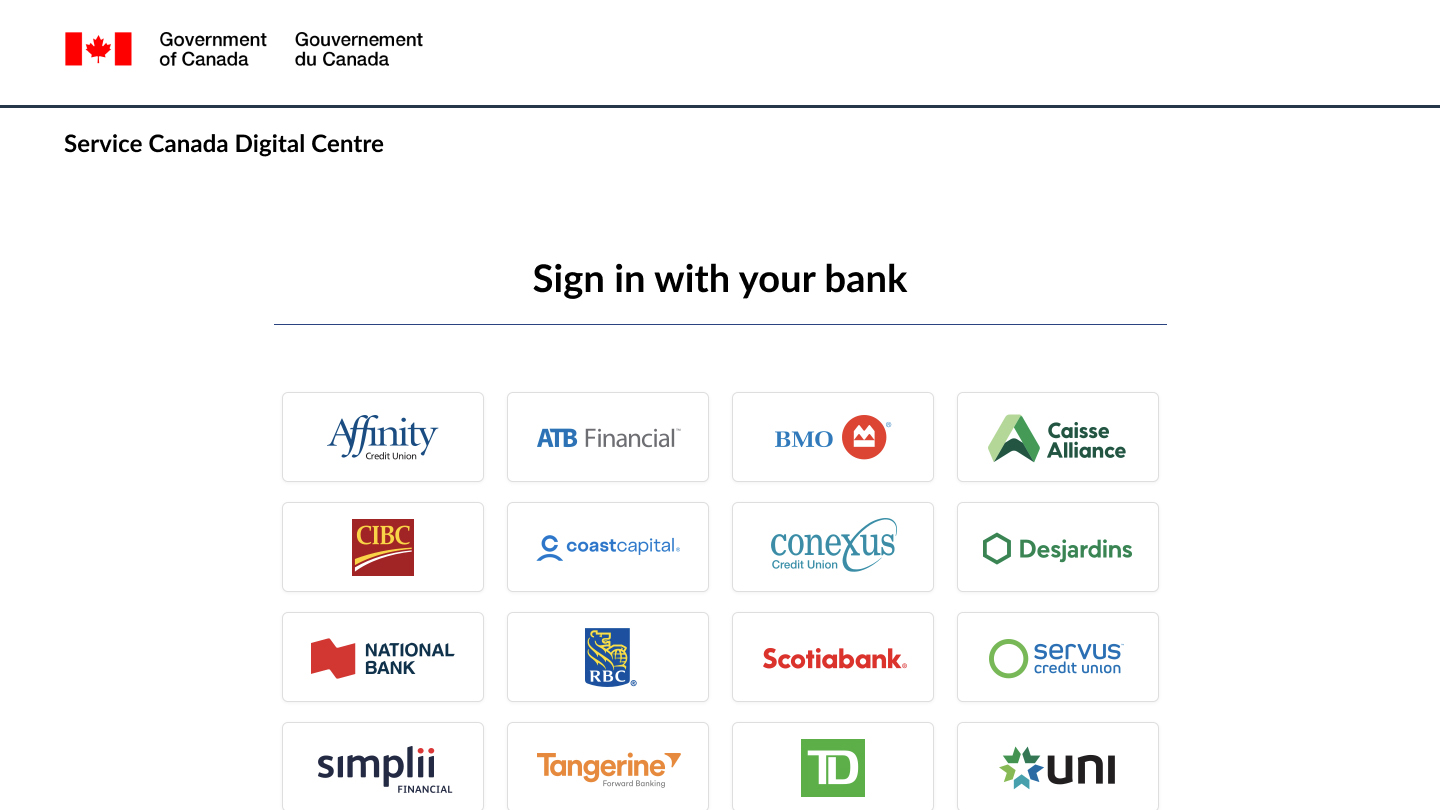 Government of Canada
Gouvernement du Canada
Service Canada Digital Centre
Sign in with your bank
Affinity Credit Union
ATB Financial™
BMO ®
Caisse Alliance
CIBC
coastcapital®
conexus Credit Union
Desjardins
NATIONAL BANK
RBC ®
Scotiabank®
servus™ credit union
simplii FINANCIAL
Tangerine Forward Banking
TD
UNI